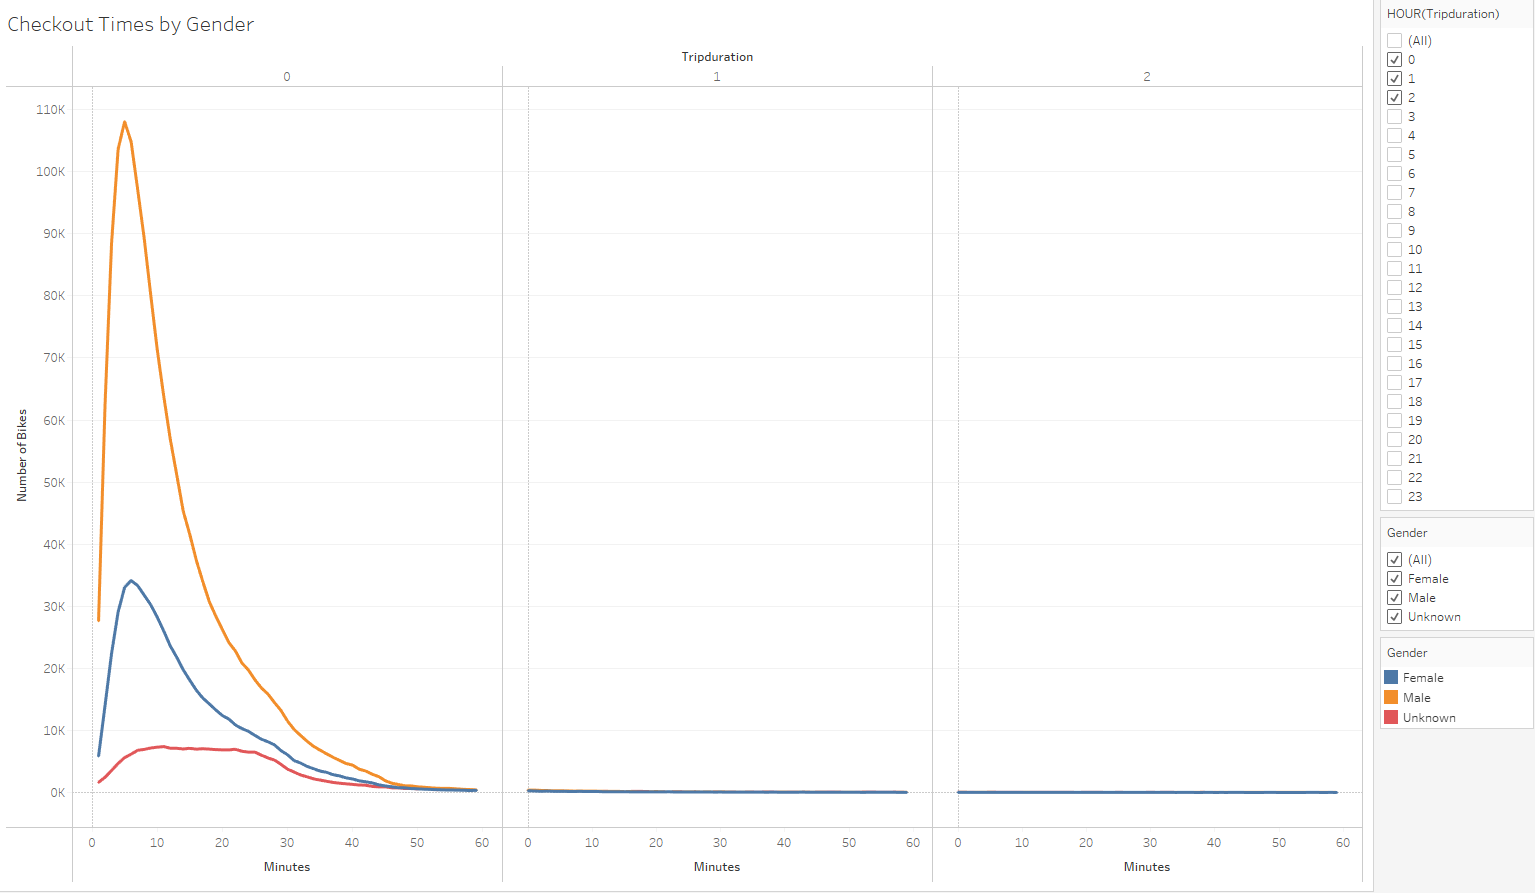 Checkout Times by Gender
Tripduration
0 1 2
Number of Bikes
110K
100K
90K
80K
70K
60K
50K
40K
30K
20K
10K
0K
0 10 20 30 40 50 60 0 10 20 30 40 50 60 0 10 20 30 40 50 60
Minutes Minutes Minutes
HOUR(Tripduration)
(All)
0
1
2
3
4
5
6
7
8
9
10
11
12
13
14
15
16
17
18
19
20
21
22
23
Gender
(All)
Female
Male
Unknown
Gender
Female
Male
Unknown